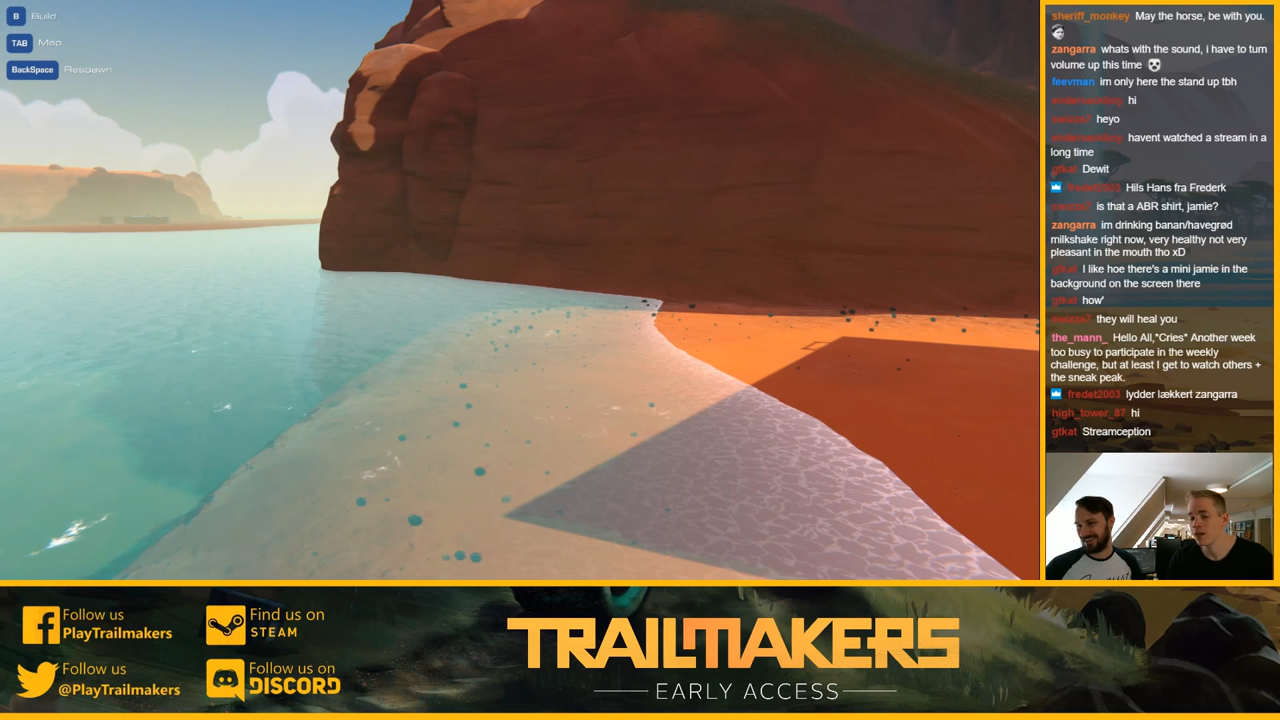 B Build
TAB Map
BackSpace Respawn
sheriff_monkey May the horse, be with you.
zangarra whats with the sound, i have to turn
volume up this time
feevman im only here the stand up tbh
hi
heyo
havent watched a stream in a
long time
gtkat Dewit
fredet2003 Hils Hans fra Frederk
is that a ABR shirt, jamie?
zangarra im drinking banan/havegrød
milkshake right now, very healthy not very
pleasant in the mouth tho xD
gtkat I like hoe there's a mini jamie in the
background on the screen there
gtkat how'
they will heal you
the_mann_ Hello All,*Cries* Another week
too busy to participate in the weekly
challenge, but at least I get to watch others +
the sneak peak.
fredet2003 lydder lækkert zangarra
high_tower_87 hi
gtkat Streamception
Follow us
PlayTrailmakers
Find us on
STEAM
Follow us
@PlayTrailmakers
Follow us on
DISCORD
TRAILMAKERS
EARLY ACCESS